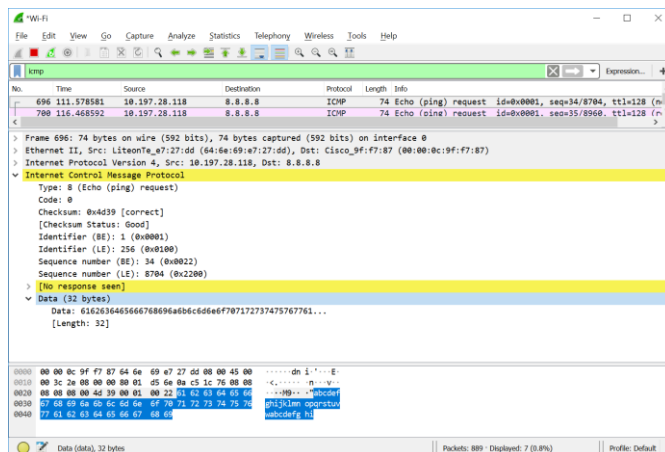 *Wi-Fi
File Edit View Go Capture Analyze Statistics Telephony Wireless Tools Help
icmp Expression... +
No. Time Source Destination Protocol Length Info
696 111.578581 10.197.28.118 8.8.8.8 ICMP 74 Echo (ping) request id=0x0001, seq=34/8704, ttl=128 (n
700 116.468592 10.197.28.118 8.8.8.8 ICMP 74 Echo (ping) request id=0x0001, seq=35/8960, ttl=128 (n
Frame 696: 74 bytes on wire (592 bits), 74 bytes captured (592 bits) on interface 0
Ethernet II, Src: LiteonTe_e7:27:dd (64:6e:69:e7:27:dd), Dst: Cisco_9f:f7:87 (00:00:0c:9f:f7:87)
Internet Protocol Version 4, Src: 10.197.28.118, Dst: 8.8.8.8
Internet Control Message Protocol
Type: 8 (Echo (ping) request)
Code: 0
Checksum: 0x4d39 [correct]
[Checksum Status: Good]
Identifier (BE): 1 (0x0001)
Identifier (LE): 256 (0x0100)
Sequence number (BE): 34 (0x0022)
Sequence number (LE): 8704 (0x2200)
[No response seen]
Data (32 bytes)
Data: 6162636465666768696a6b6c6d6e6f707172737475767761...
[Length: 32]
0000 00 00 0c 9f f7 87 64 6e 69 e7 27 dd 08 00 45 00 ······dn i·'···E·
0010 00 3c 2e 08 00 00 80 01 d5 6e 0a c5 1c 76 08 08 ·<.······ ·n···v··
0020 08 08 08 00 4d 39 00 01 00 22 61 62 63 64 65 66 ····M9··· ·"abcdef
0030 67 68 69 6a 6b 6c 6d 6e 6f 70 71 72 73 74 75 76 ghijklmn opqrstuv
0040 77 61 62 63 64 65 66 67 68 69 wabcdefg hi
Data (data), 32 bytes Packets: 889 · Displayed: 7 (0.8%) Profile: Default